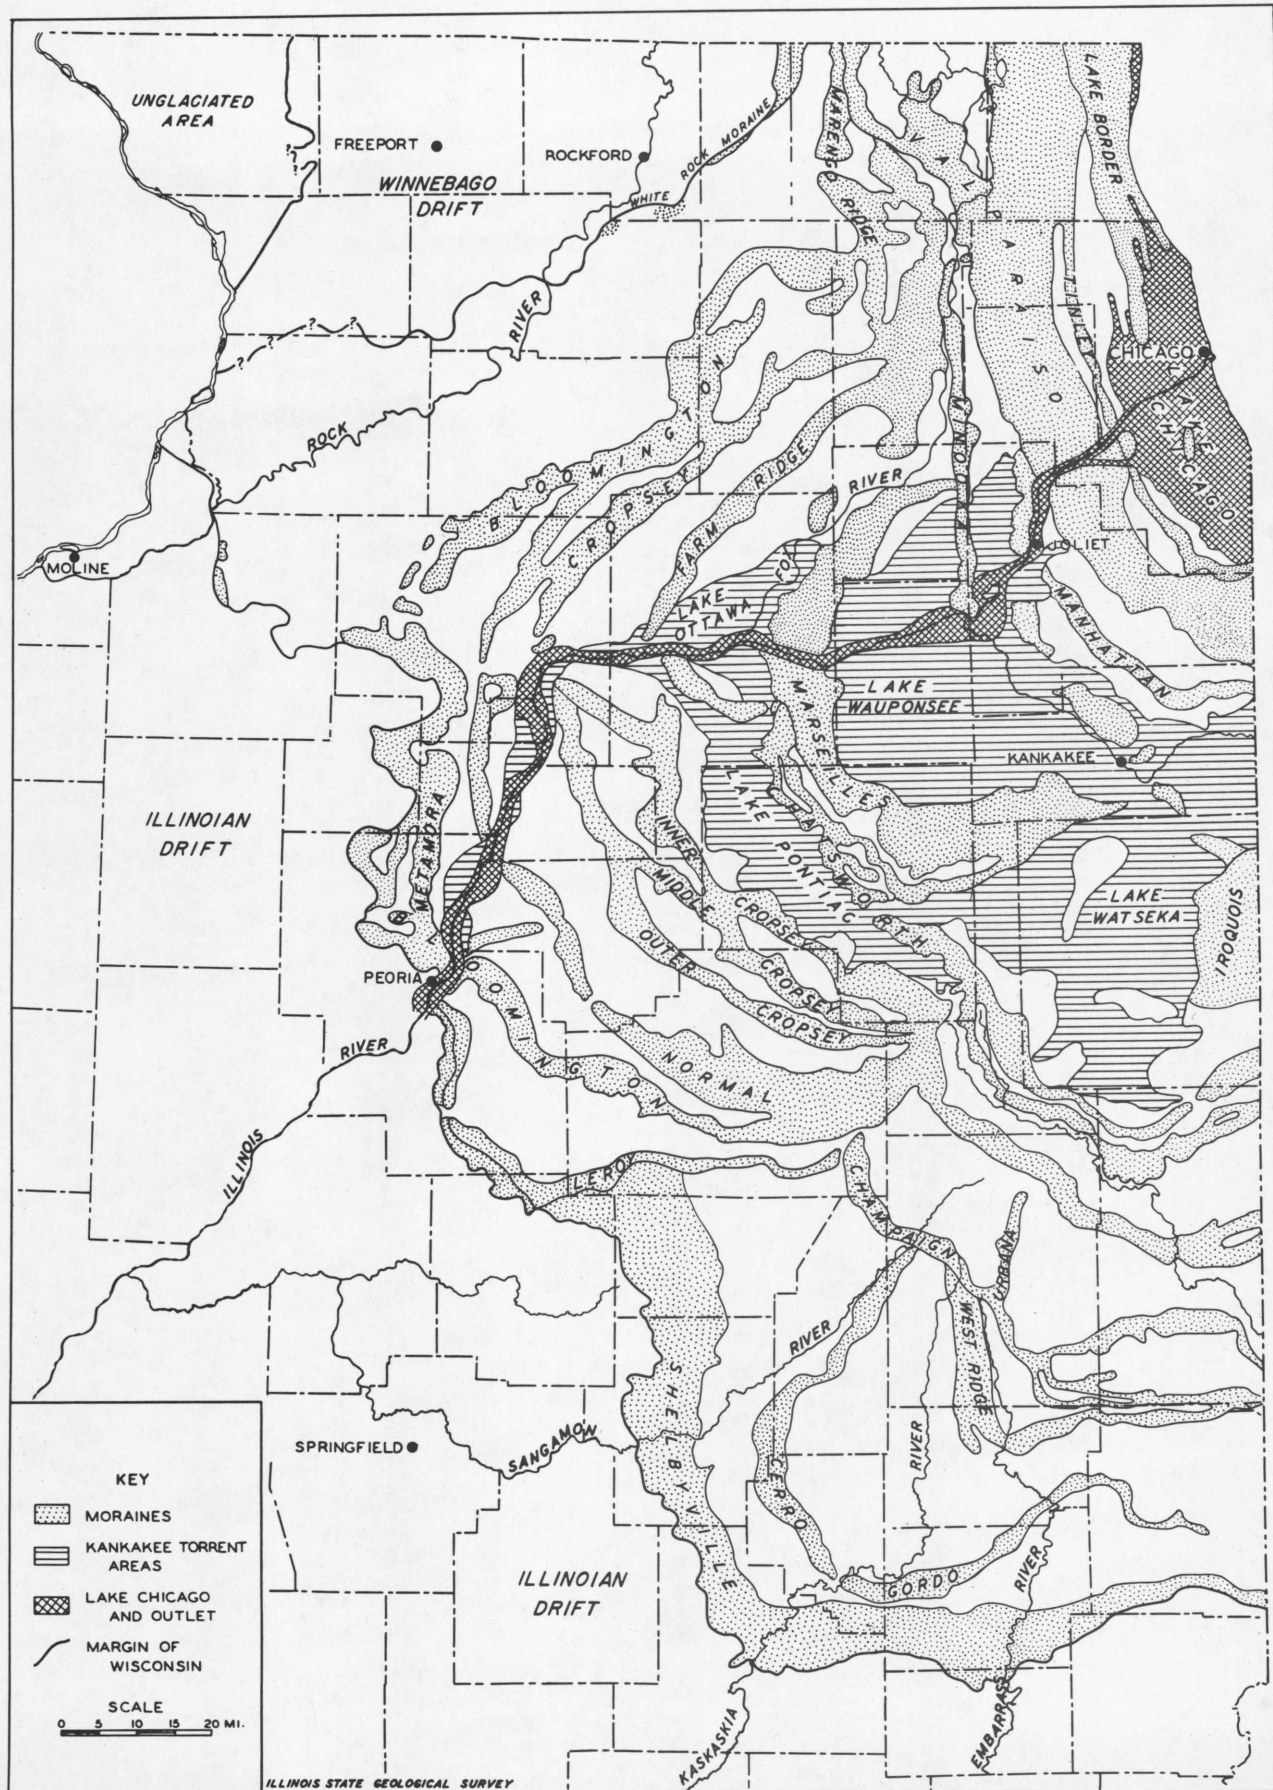 UNGLACIATED
AREA
FREEPORT
ROCKFORD
WINNEBAGO
DRIFT
WHITE ROCK MORAINE
MARENGO RIDGE
VALPARAISO
LAKE BORDER
TINLEY
CHICAGO
LAKE
CHICAGO
MINOOKA
RIVER
ROCK
BLOOMINGTON
CROPSEY
FARM RIDGE
RIVER
FOX
MOLINE
JOLIET
LAKE
OTTAWA
MANHATTAN
LAKE
WAUPONSEE
MARSEILLES
KANKAKEE
ILLINOIAN
DRIFT
METAMORA
LAKE PONTIAC
CHATSWORTH
INNER CROPSEY
MIDDLE CROPSEY
OUTER CROPSEY
LAKE
WATSEKA
IROQUOIS
PEORIA
BLOOMINGTON
NORMAL
RIVER
ILLINOIS
LEROY
CHAMPAIGN
URBANA
WEST RIDGE
RIVER
SHELBYVILLE
SPRINGFIELD
SANGAMON
CERRO
GORDO
RIVER
RIVER
ILLINOIAN
DRIFT
KASKASKIA
EMBARRASS
KEY
MORAINES
KANKAKEE TORRENT
AREAS
LAKE CHICAGO
AND OUTLET
MARGIN OF
WISCONSIN
SCALE
0 5 10 15 20 MI.
ILLINOIS STATE GEOLOGICAL SURVEY